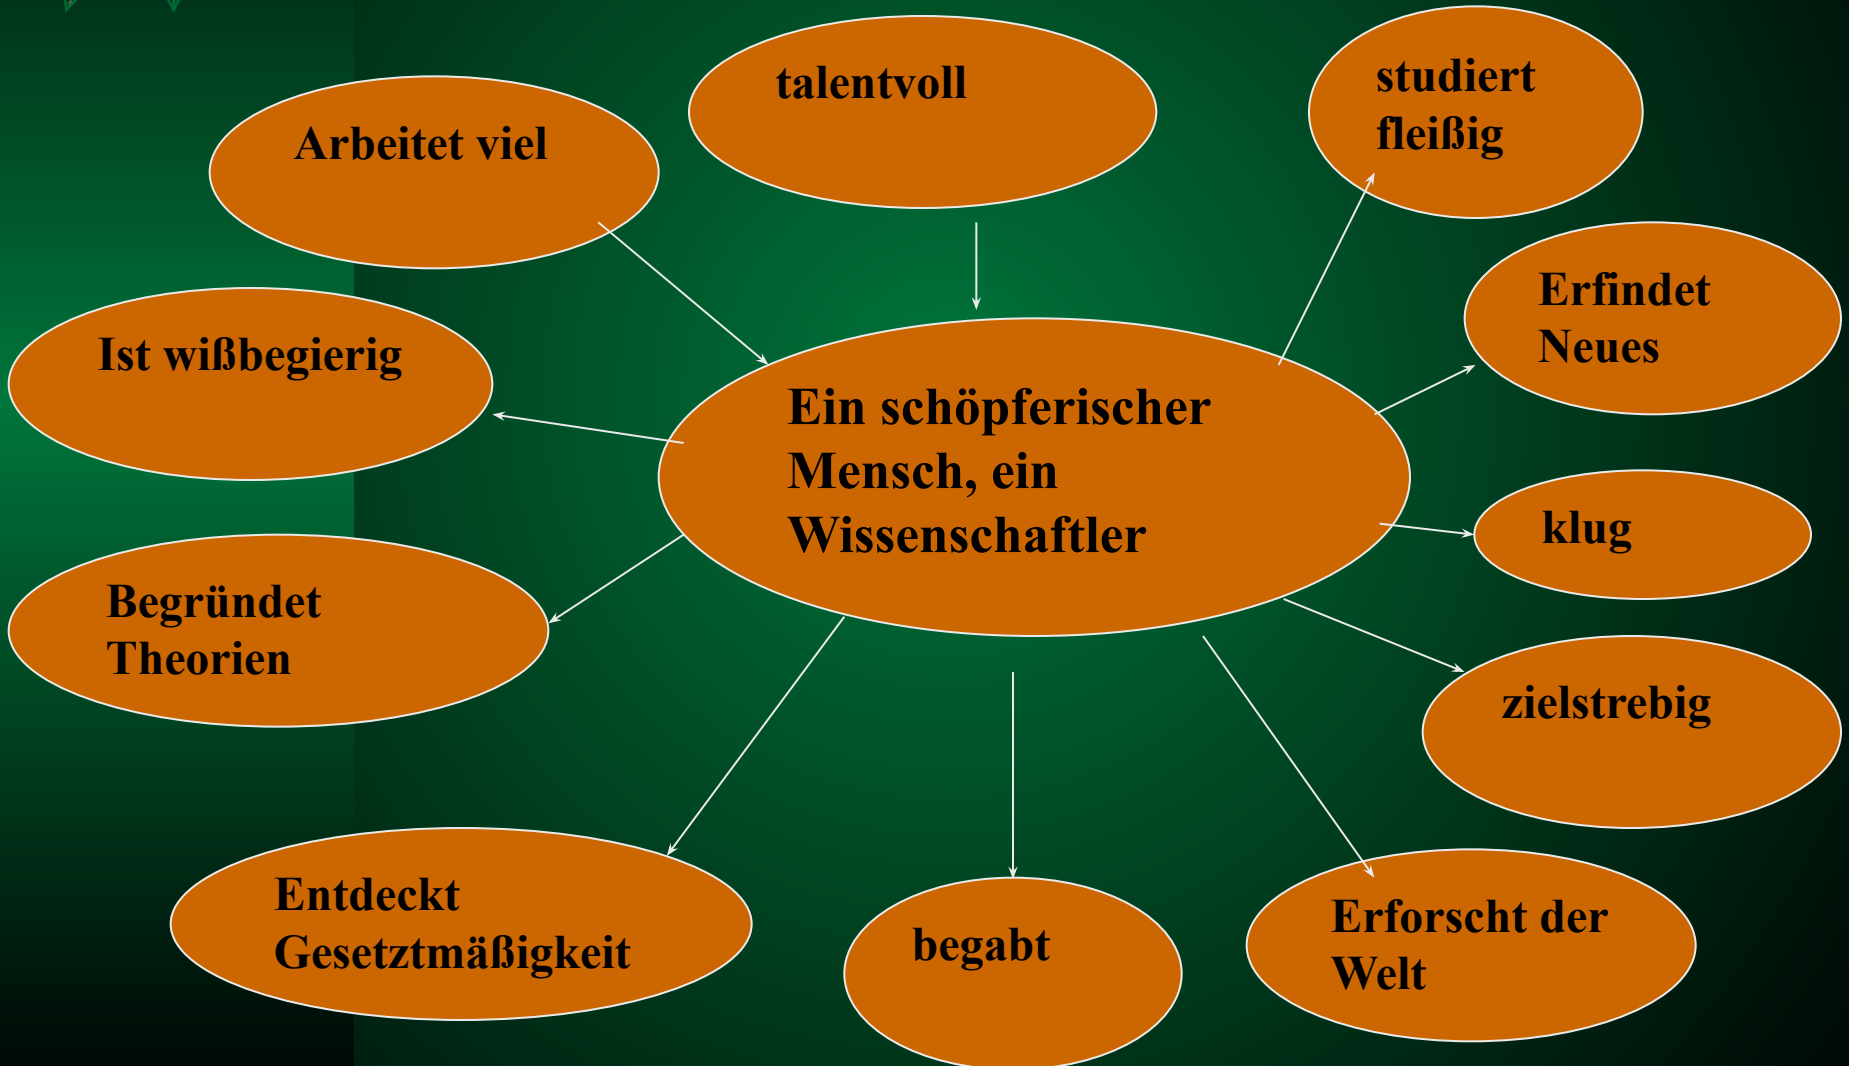 talentvoll
studiert
fleißig
Arbeitet viel
Erfindet
Neues
Ist wißbegierig
Ein schöpferischer
Mensch, ein
Wissenschaftler
klug
Begründet
Theorien
zielstrebig
Entdeckt
Gesetztmäßigkeit
begabt
Erforscht der
Welt